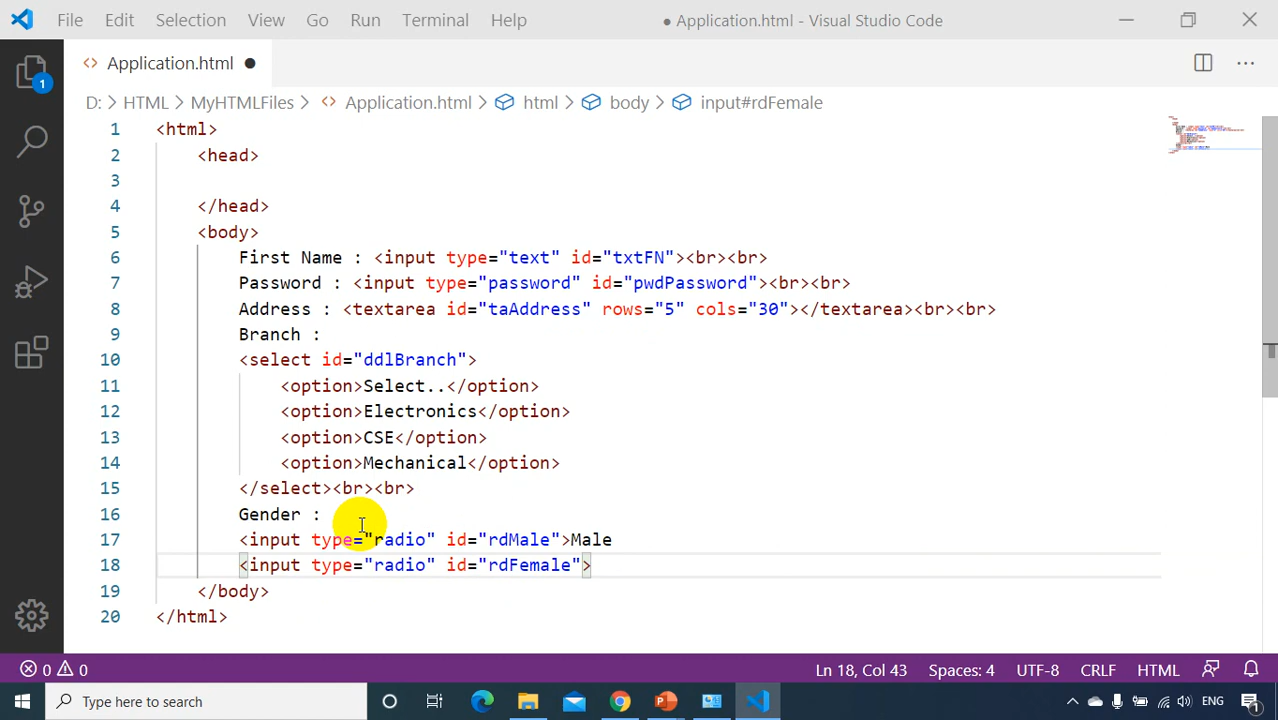 File Edit Selection View Go Run Terminal Help ● Application.html - Visual Studio Code
<> Application.html ●
D: > HTML > MyHTMLFiles > <> Application.html > html > body > input#rdFemale
1 <html>
2 <head>
3
4 </head>
5 <body>
6 First Name : <input type="text" id="txtFN"><br><br>
7 Password : <input type="password" id="pwdPassword"><br><br>
8 Address : <textarea id="taAddress" rows="5" cols="30"></textarea><br><br>
9 Branch :
10 <select id="ddlBranch">
11 <option>Select..</option>
12 <option>Electronics</option>
13 <option>CSE</option>
14 <option>Mechanical</option>
15 </select><br><br>
16 Gender :
17 <input type="radio" id="rdMale">Male
18 <input type="radio" id="rdFemale">
19 </body>
20 </html>
1
0 0 Ln 18, Col 43 Spaces: 4 UTF-8 CRLF HTML
Type here to search ENG 1